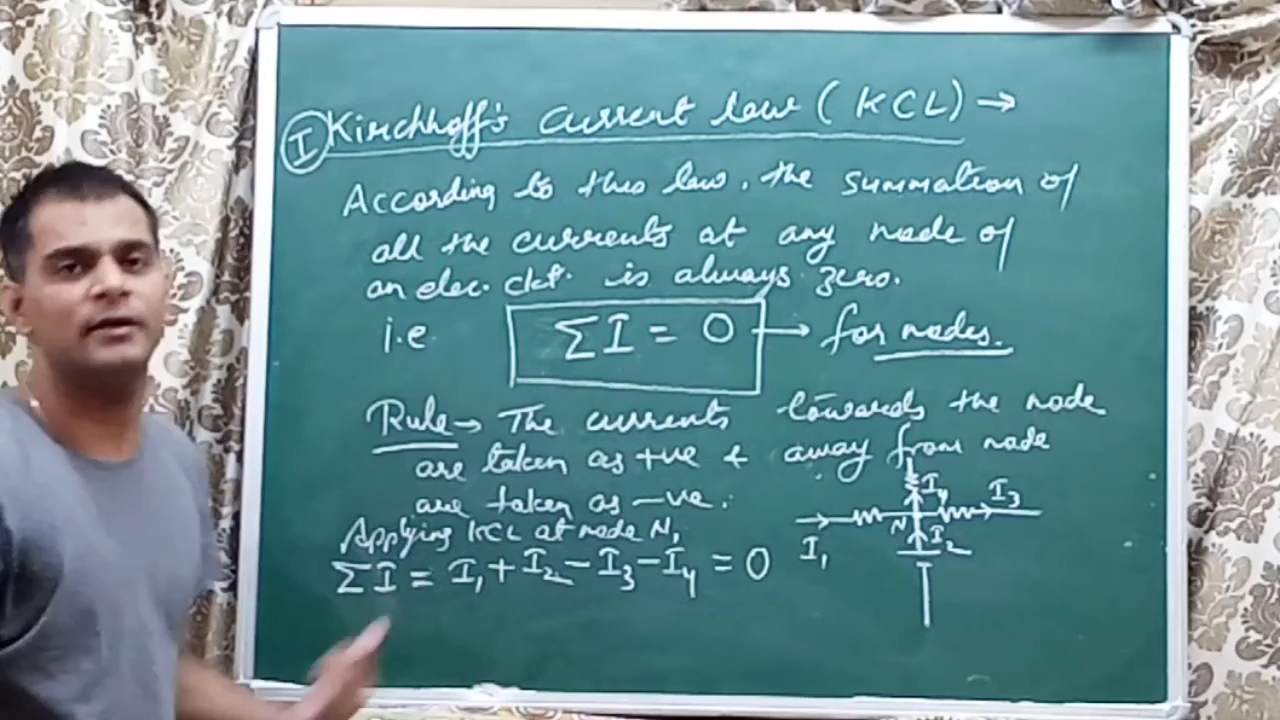 I Kirchhoff's current law (KCL) →
According to this law, the summation of
all the currents at any node of
an elec. ckt. is always zero.
i.e ΣI = 0 → for nodes.
Rule → The currents towards the node
are taken as +ve & away from node
are taken as -ve.
Applying KCL at node N,
ΣI = I₁ + I₂ - I₃ - I₄ = 0
I₄
I₃
N
I₂
I₁